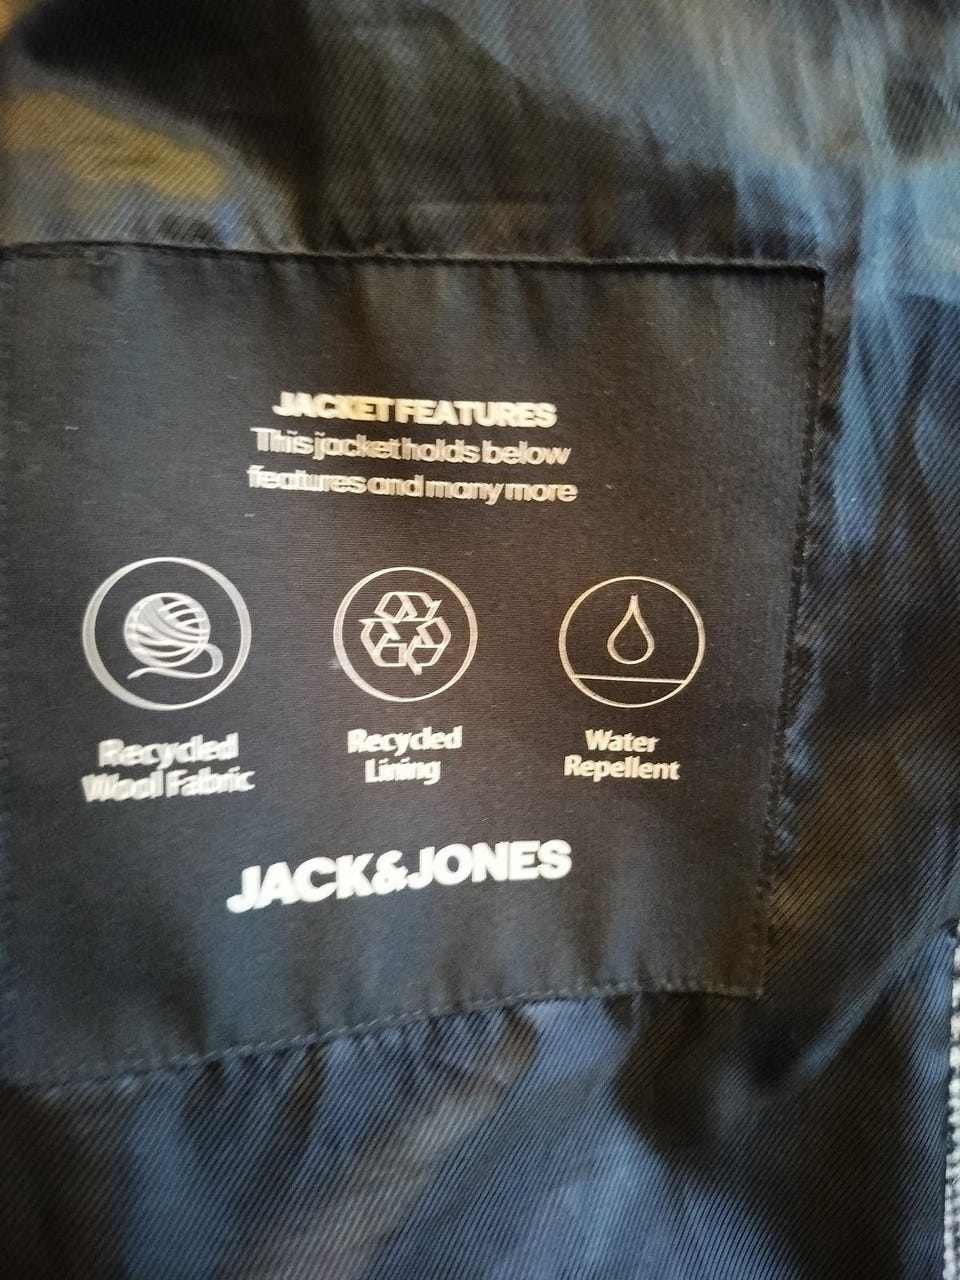 JACKET FEATURES
This jacket holds below
features and many more
Recycled
Wool Fabric
Recycled
Lining
Water
Repellent
JACK&JONES